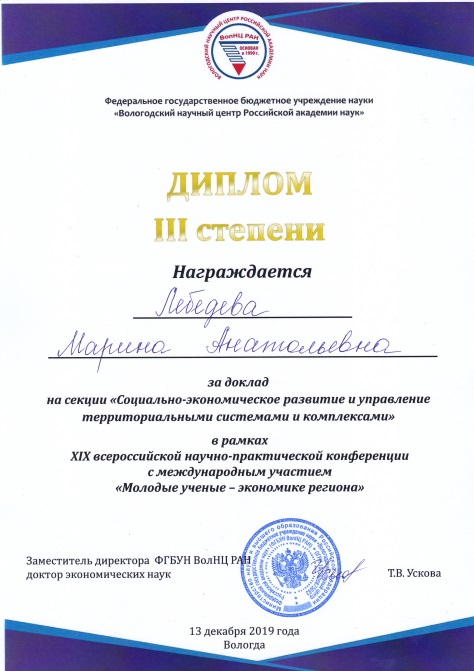 ВОЛОГОДСКИЙ НАУЧНЫЙ ЦЕНТР РОССИЙСКОЙ АКАДЕМИИ НАУК
ВолНЦ РАН
ОСНОВАН
в 1990 г.
Федеральное государственное бюджетное учреждение науки
«Вологодский научный центр Российской академии наук»
ДИПЛОМ
III степени
Награждается
Лебедева
Марина Анатольевна
за доклад
на секции «Социально-экономическое развитие и управление
территориальными системами и комплексами»
в рамках
XIX всероссийской научно-практической конференции
с международным участием
«Молодые ученые – экономике региона»
Заместитель директора ФГБУН ВолНЦ РАН
доктор экономических наук
Т.В. Ускова
13 декабря 2019 года
Вологда